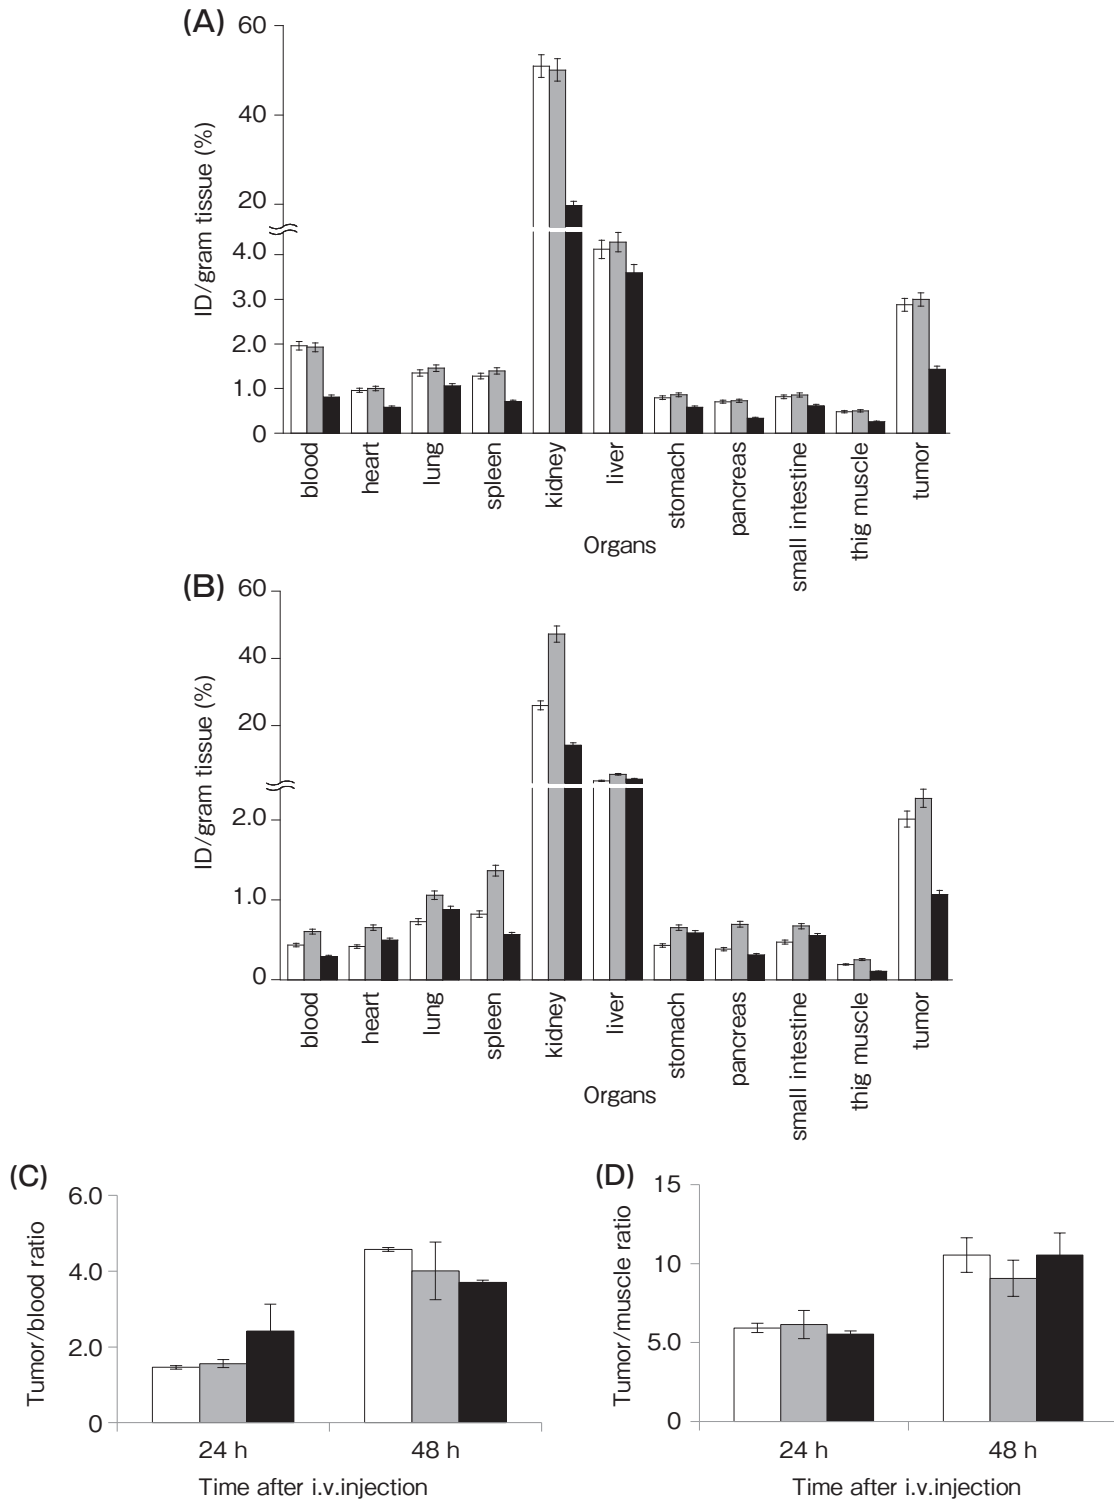 (A)
60
40
20
4.0
3.0
2.0
1.0
0
ID/gram tissue (%)
blood
heart
lung
spleen
kidney
liver
stomach
pancreas
small intestine
thig muscle
tumor
Organs
(B)
60
40
20
2.0
1.0
0
ID/gram tissue (%)
blood
heart
lung
spleen
kidney
liver
stomach
pancreas
small intestine
thig muscle
tumor
Organs
(C)
6.0
4.0
2.0
0
Tumor/blood ratio
24 h
48 h
Time after i.v.injection
(D)
15
10
5.0
0
Tumor/muscle ratio
24 h
48 h
Time after i.v.injection